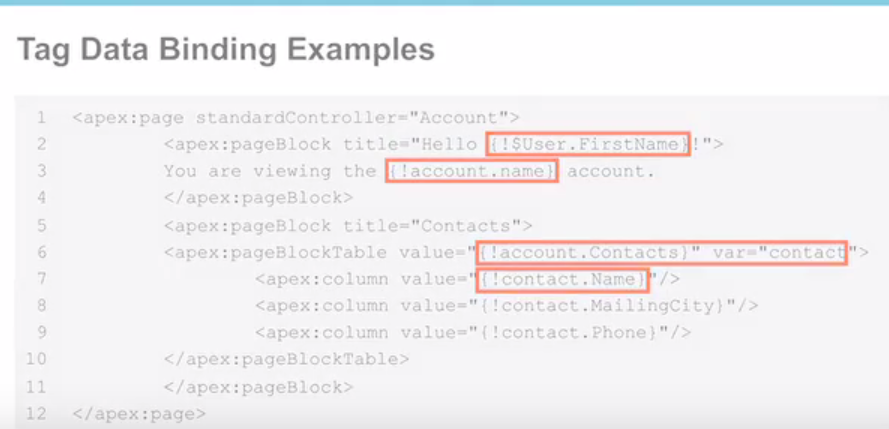 Tag Data Binding Examples
1 <apex:page standardController="Account">
2 <apex:pageBlock title="Hello {!$User.FirstName}!">
3 You are viewing the {!account.name} account.
4 </apex:pageBlock>
5 <apex:pageBlock title="Contacts">
6 <apex:pageBlockTable value="{!account.Contacts}" var="contact">
7 <apex:column value="{!contact.Name}"/>
8 <apex:column value="{!contact.MailingCity}"/>
9 <apex:column value="{!contact.Phone}"/>
10 </apex:pageBlockTable>
11 </apex:pageBlock>
12 </apex:page>